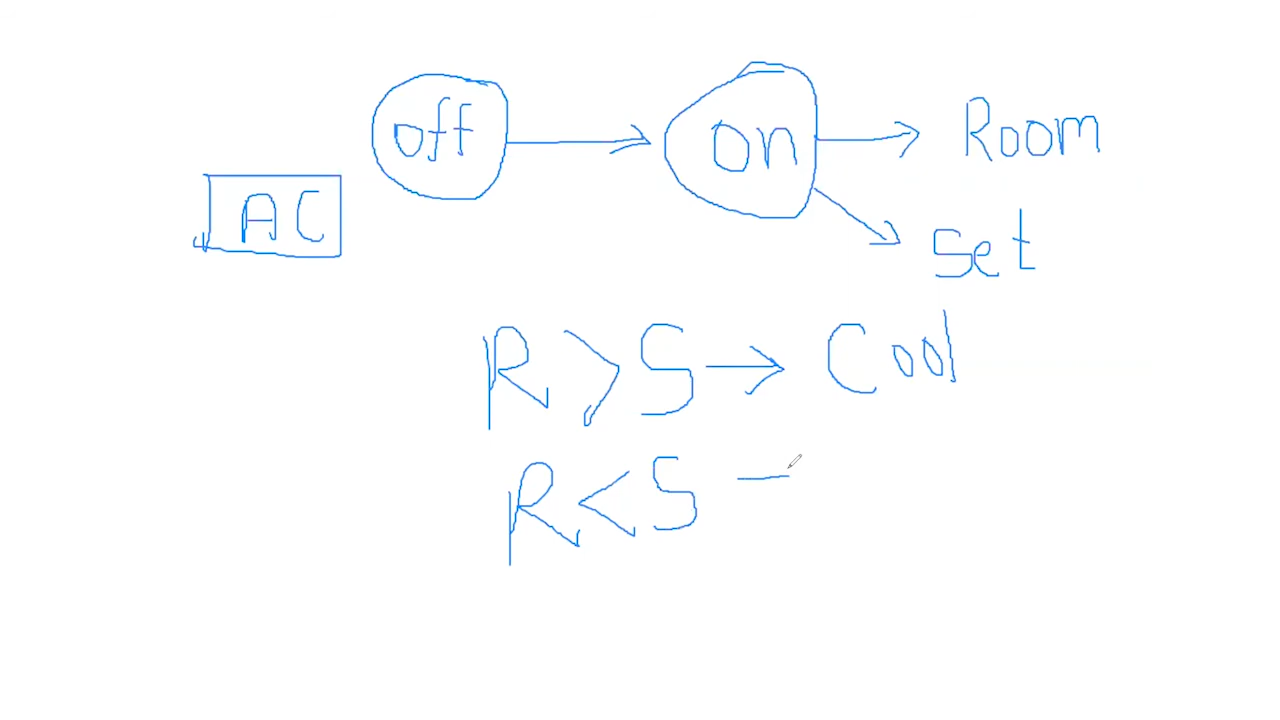 off → on → Room
AC
→ Set
R > S → Cool
R < S —